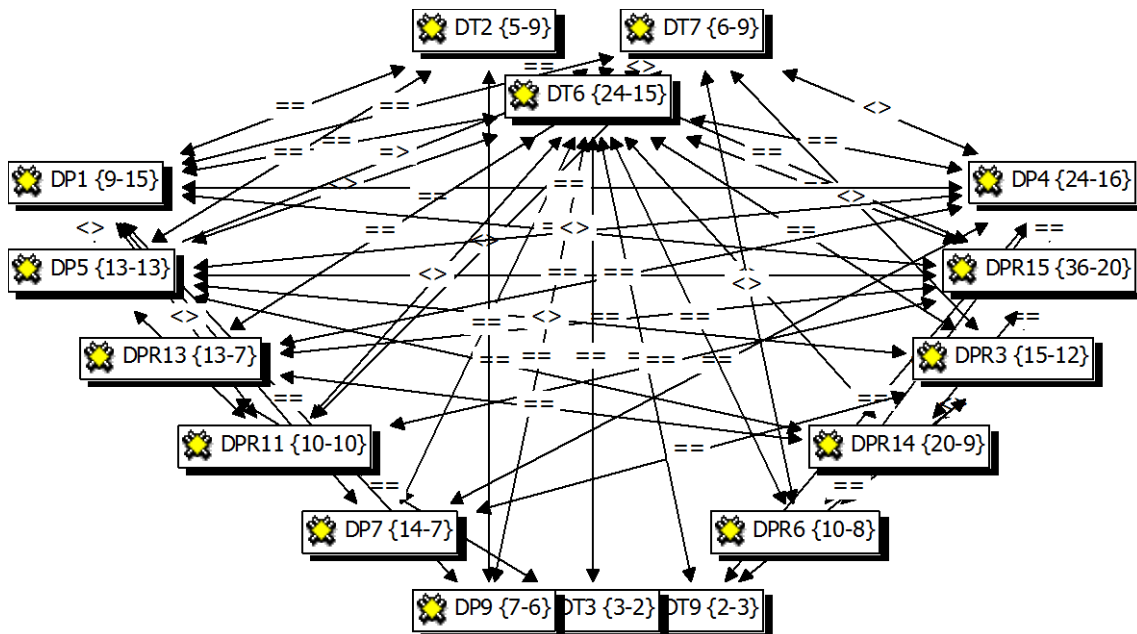 DT2 {5-9}
DT7 {6-9}
==
<>
DT6 {24-15}
==
==
<>
==
==
=>
==
==
DP1 {9-15}
<>
==
==
<>
DP4 {24-16}
==
==
<>
<>
<>
==
DP5 {13-13}
<>
==
==
<>
DPR15 {36-20}
<>
==
<>
==
==
==
DPR13 {13-7}
==
==
==
==
==
DPR3 {15-12}
==
==
==
DPR11 {10-10}
==
DPR14 {20-9}
==
==
DP7 {14-7}
DPR6 {10-8}
DP9 {7-6}
DT3 {3-2}
DT9 {2-3}